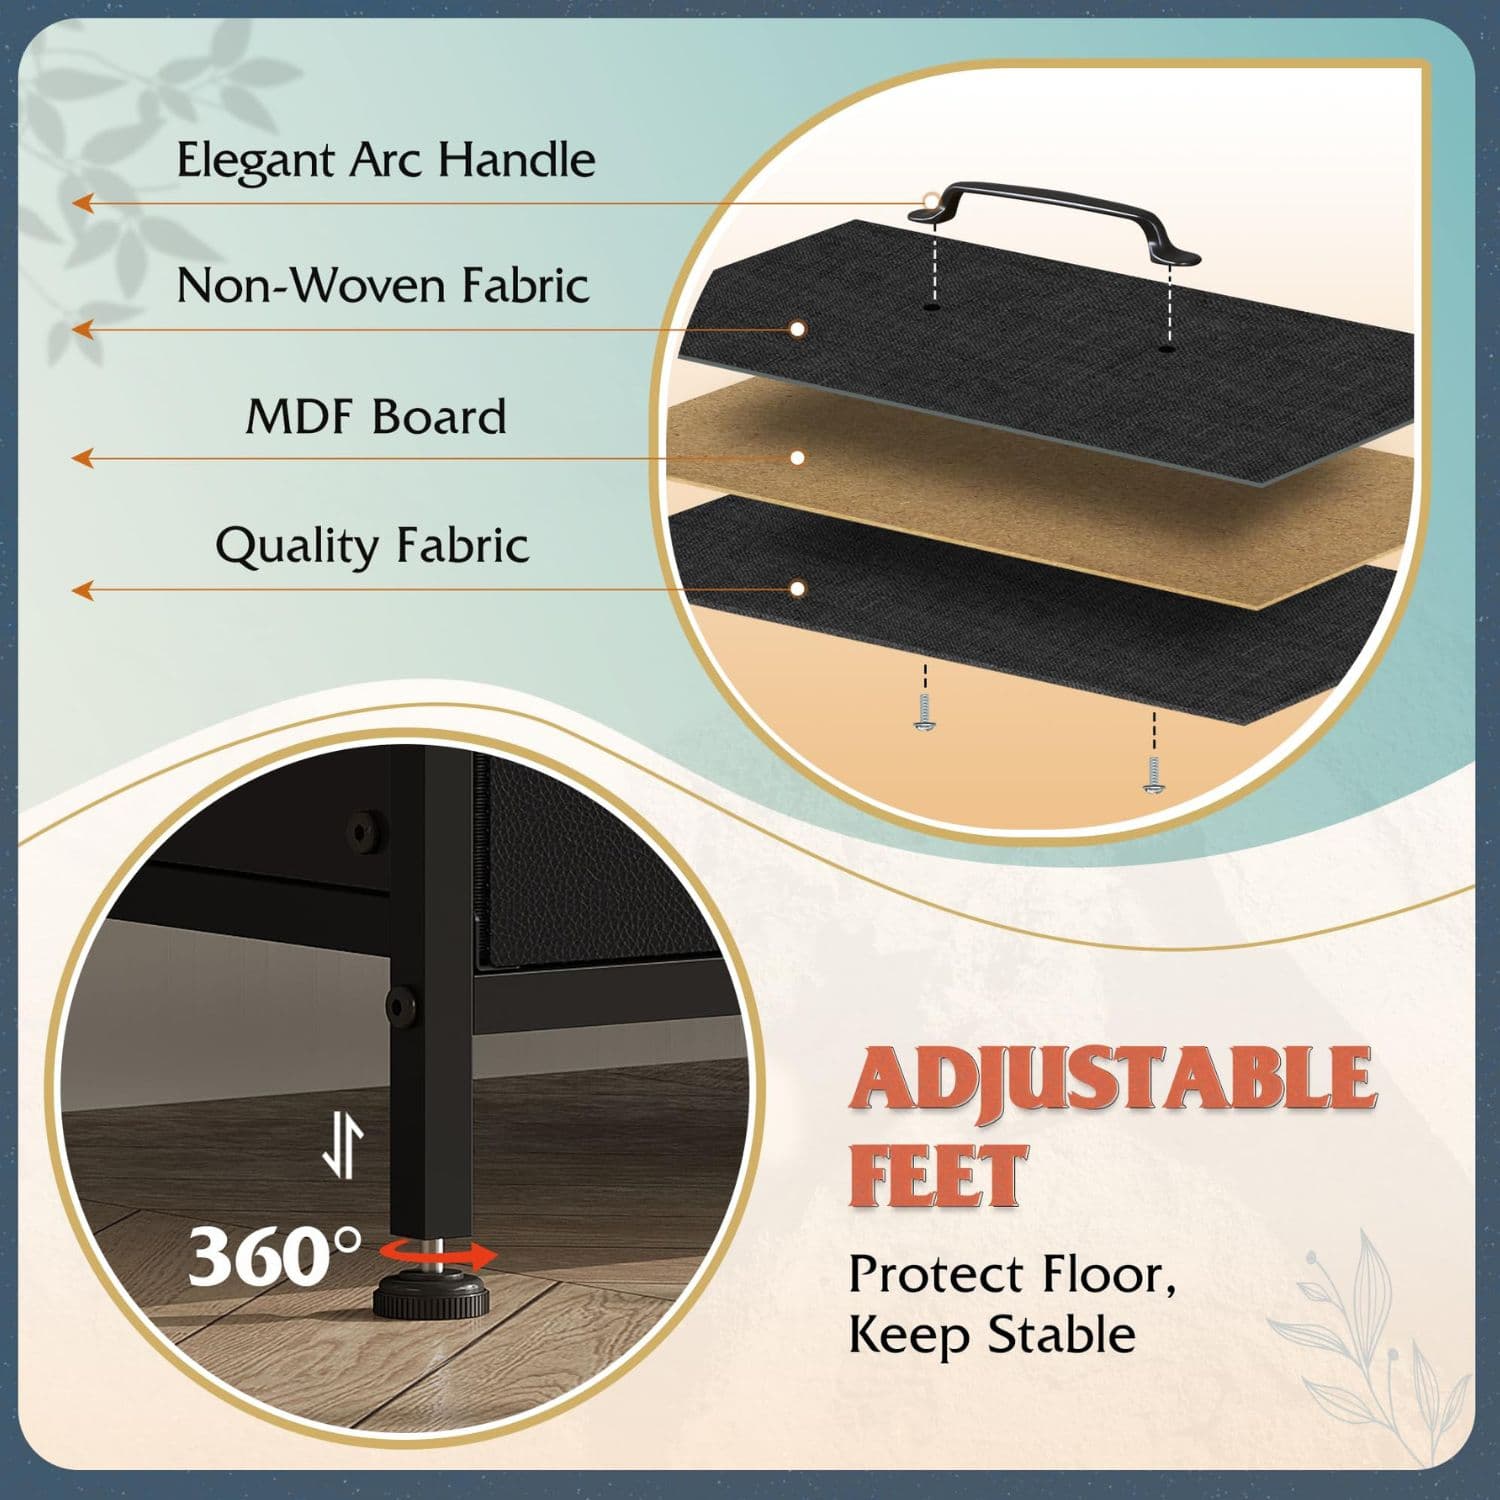 Elegant Arc Handle
Non-Woven Fabric
MDF Board
Quality Fabric
360°
ADJUSTABLE
FEET
Protect Floor,
Keep Stable